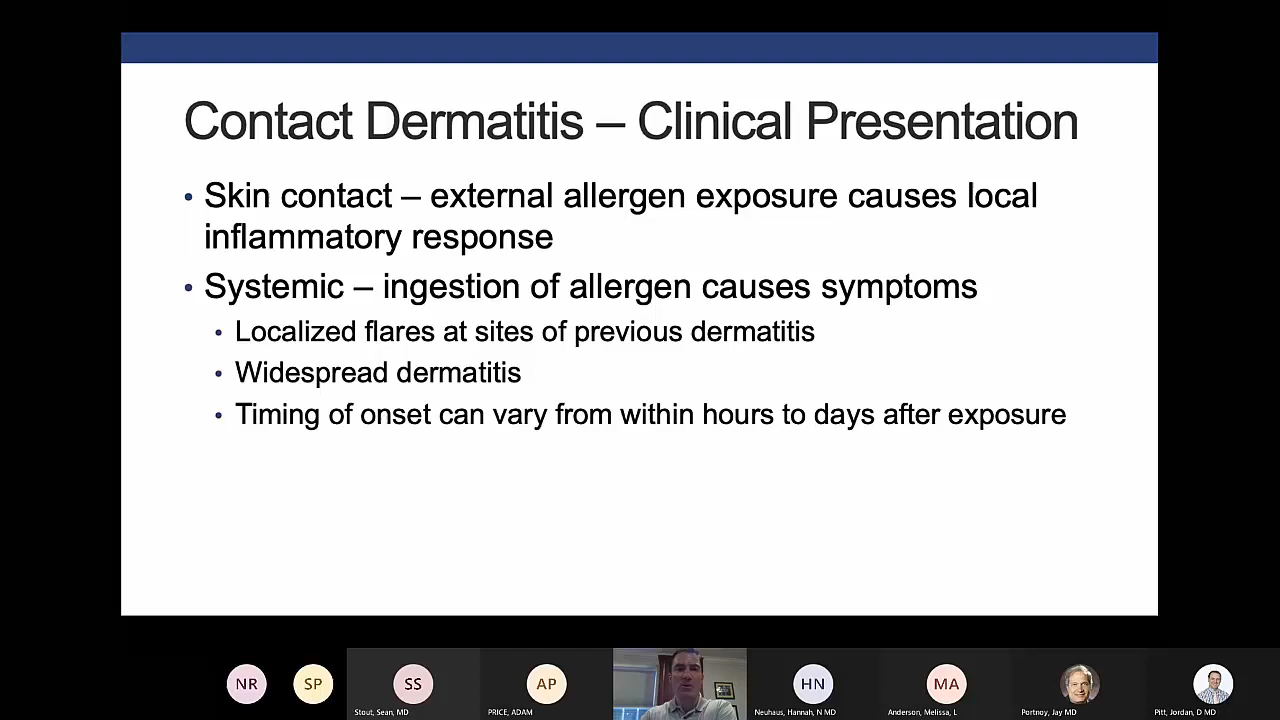 Contact Dermatitis – Clinical Presentation
• Skin contact – external allergen exposure causes local
inflammatory response
• Systemic – ingestion of allergen causes symptoms
• Localized flares at sites of previous dermatitis
• Widespread dermatitis
• Timing of onset can vary from within hours to days after exposure
NR
SP
SS
AP
HN
MA
Stout, Sean, MD
PRICE, ADAM
Neuhaus, Hannah, N MD
Anderson, Melissa, L
Portnoy, Jay MD
Pitt, Jordan, D MD